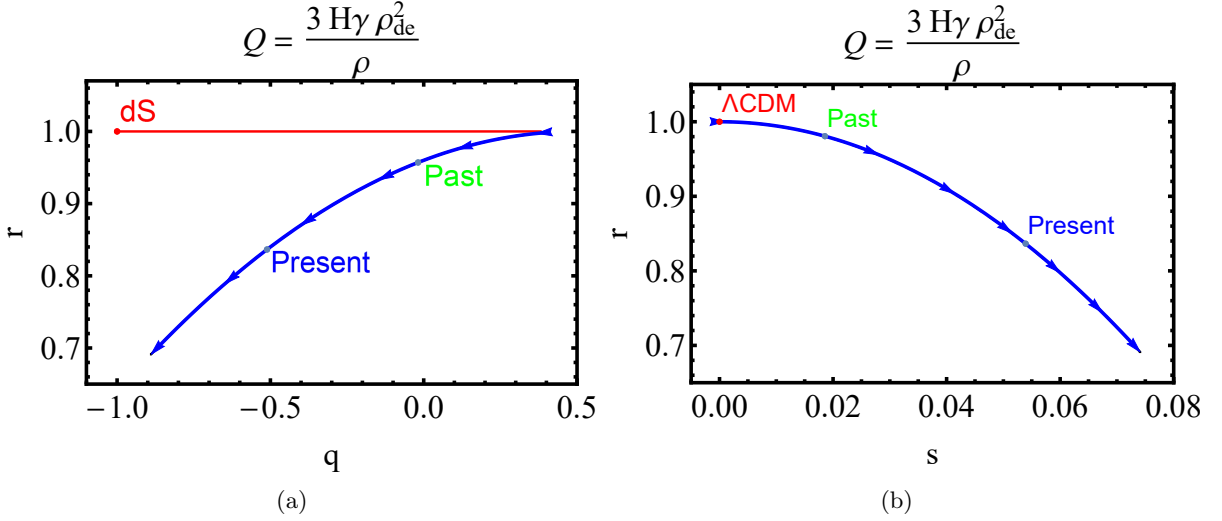 Q = 3 H γ ρ_de^2 / ρ
dS
Past
Present
r
1.0
0.9
0.8
0.7
−1.0 −0.5 0.0 0.5
q
(a)
Q = 3 H γ ρ_de^2 / ρ
ΛCDM
Past
Present
r
1.0
0.9
0.8
0.7
0.00 0.02 0.04 0.06 0.08
s
(b)